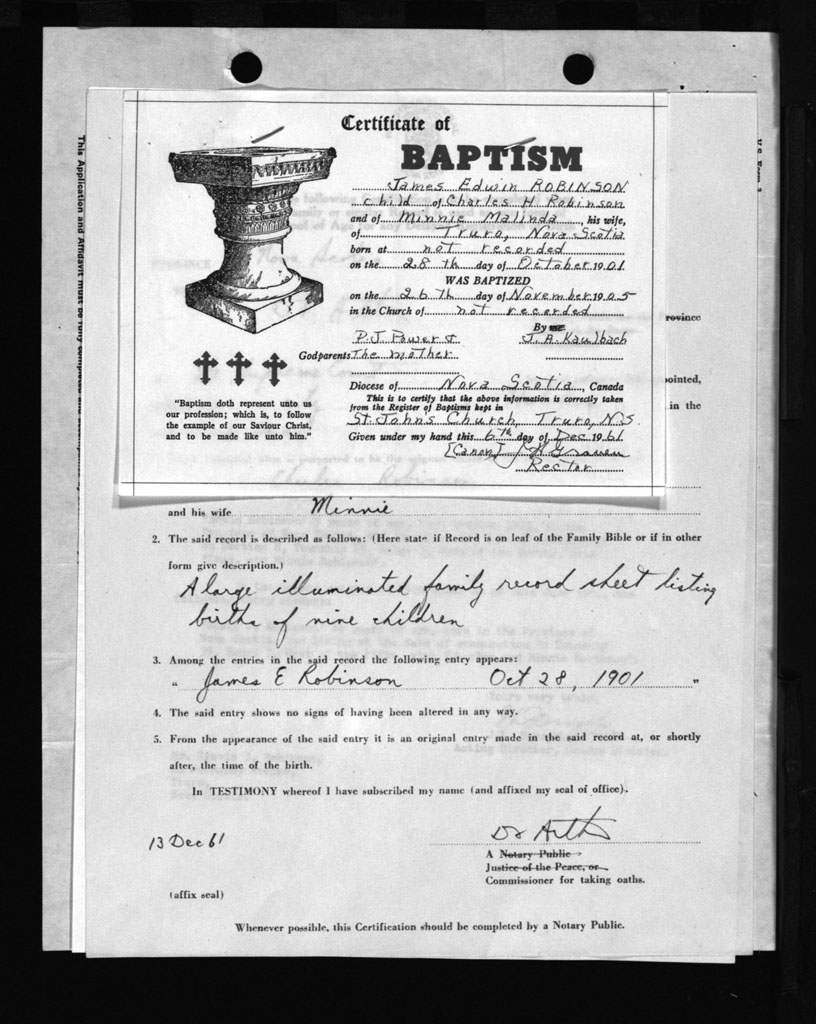 Certificate of
BAPTISM
James Edwin ROBINSON
child of Charles H Robinson
and of Minnie Malinda, his wife,
of Truro, Nova Scotia
born at not recorded
on the 28 th day of October 1901
WAS BAPTIZED
on the 26 th day of November 1905
in the Church of not recorded
By
P.J. Power & J. A. Kaulbach
Godparents The mother
Diocese of Nova Scotia, Canada
This is to certify that the above information is correctly taken
from the Register of Baptisms kept in
St. Johns Church, Truro, N.S.
Given under my hand this 6th day of Dec 1961
[Canon]
Rector
"Baptism doth represent unto us
our profession; which is, to follow
the example of our Saviour Christ,
and to be made like unto him."
This Application and Affidavit must be fully completed
rovince
ointed,
in the
and his wife Minnie
2. The said record is described as follows: (Here state if Record is on leaf of the Family Bible or if in other
form give description.)
A large illuminated family record sheet listing
births of nine children
3. Among the entries in the said record the following entry appears:
" James E Robinson Oct 28, 1901 "
4. The said entry shows no signs of having been altered in any way.
5. From the appearance of the said entry it is an original entry made in the said record at, or shortly
after, the time of the birth.
In TESTIMONY whereof I have subscribed my name (and affixed my seal of office).
13 Dec 61
A Notary Public
Justice of the Peace, or
Commissioner for taking oaths.
(affix seal)
Whenever possible, this Certification should be completed by a Notary Public.